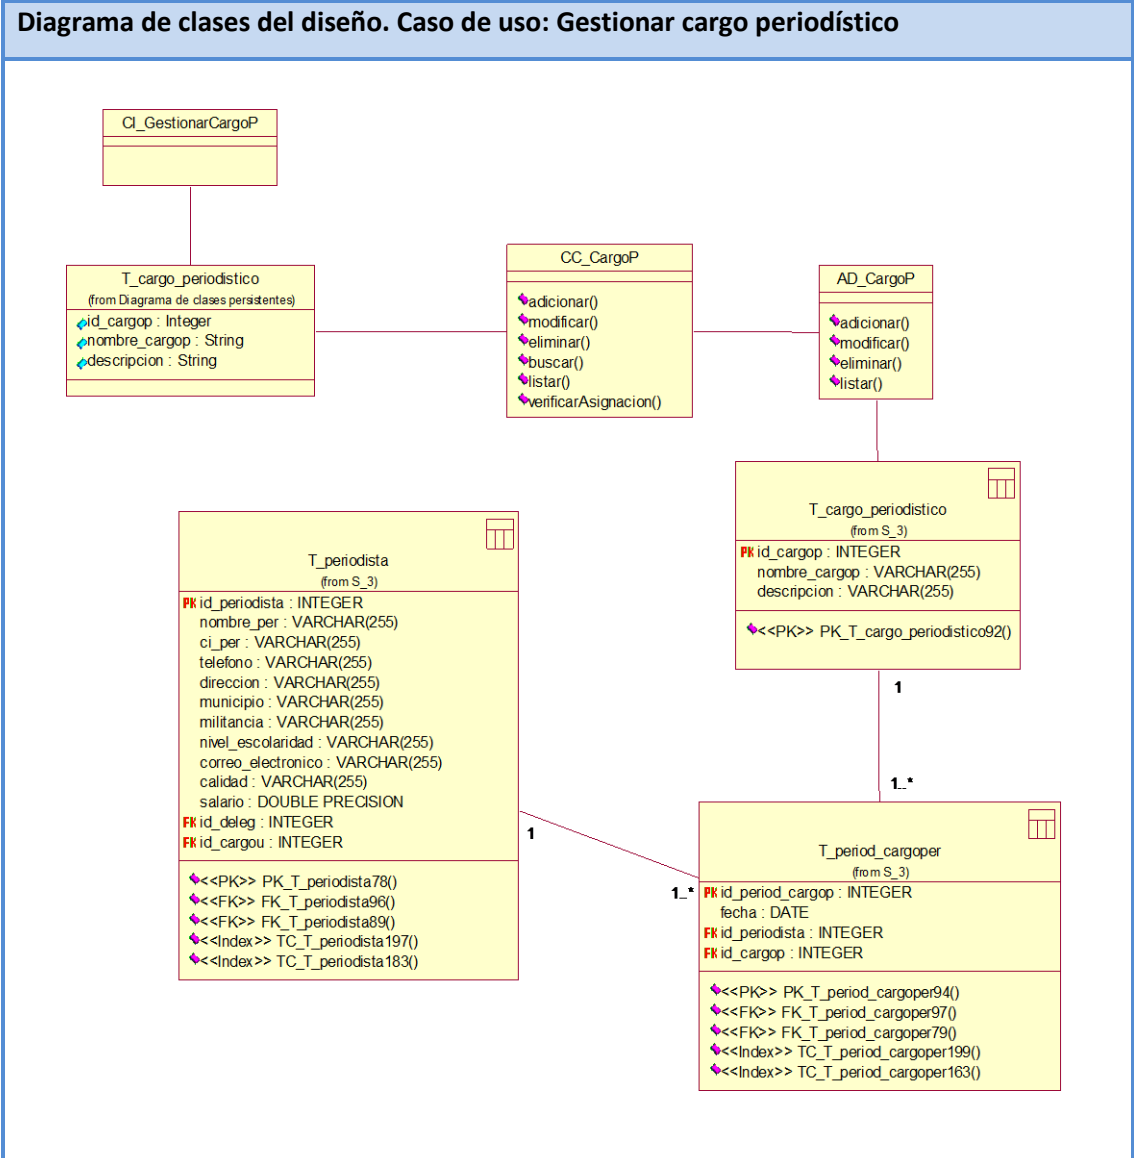 Diagrama de clases del diseño. Caso de uso: Gestionar cargo periodístico
CI_GestionarCargoP
T_cargo_periodistico
(from Diagrama de clases persistentes)
id_cargop : Integer
nombre_cargop : String
descripcion : String
CC_CargoP
adicionar()
modificar()
eliminar()
buscar()
listar()
verificarAsignacion()
AD_CargoP
adicionar()
modificar()
eliminar()
listar()
T_cargo_periodistico
(from S_3)
PK id_cargop : INTEGER
nombre_cargop : VARCHAR(255)
descripcion : VARCHAR(255)
<<PK>> PK_T_cargo_periodistico92()
1
1..*
T_periodista
(from S_3)
PK id_periodista : INTEGER
nombre_per : VARCHAR(255)
ci_per : VARCHAR(255)
telefono : VARCHAR(255)
direccion : VARCHAR(255)
municipio : VARCHAR(255)
militancia : VARCHAR(255)
nivel_escolaridad : VARCHAR(255)
correo_electronico : VARCHAR(255)
calidad : VARCHAR(255)
salario : DOUBLE PRECISION
FK id_deleg : INTEGER
FK id_cargou : INTEGER
<<PK>> PK_T_periodista78()
<<FK>> FK_T_periodista96()
<<FK>> FK_T_periodista89()
<<Index>> TC_T_periodista197()
<<Index>> TC_T_periodista183()
1
1..*
T_period_cargoper
(from S_3)
PK id_period_cargop : INTEGER
fecha : DATE
FK id_periodista : INTEGER
FK id_cargop : INTEGER
<<PK>> PK_T_period_cargoper94()
<<FK>> FK_T_period_cargoper97()
<<FK>> FK_T_period_cargoper79()
<<Index>> TC_T_period_cargoper199()
<<Index>> TC_T_period_cargoper163()